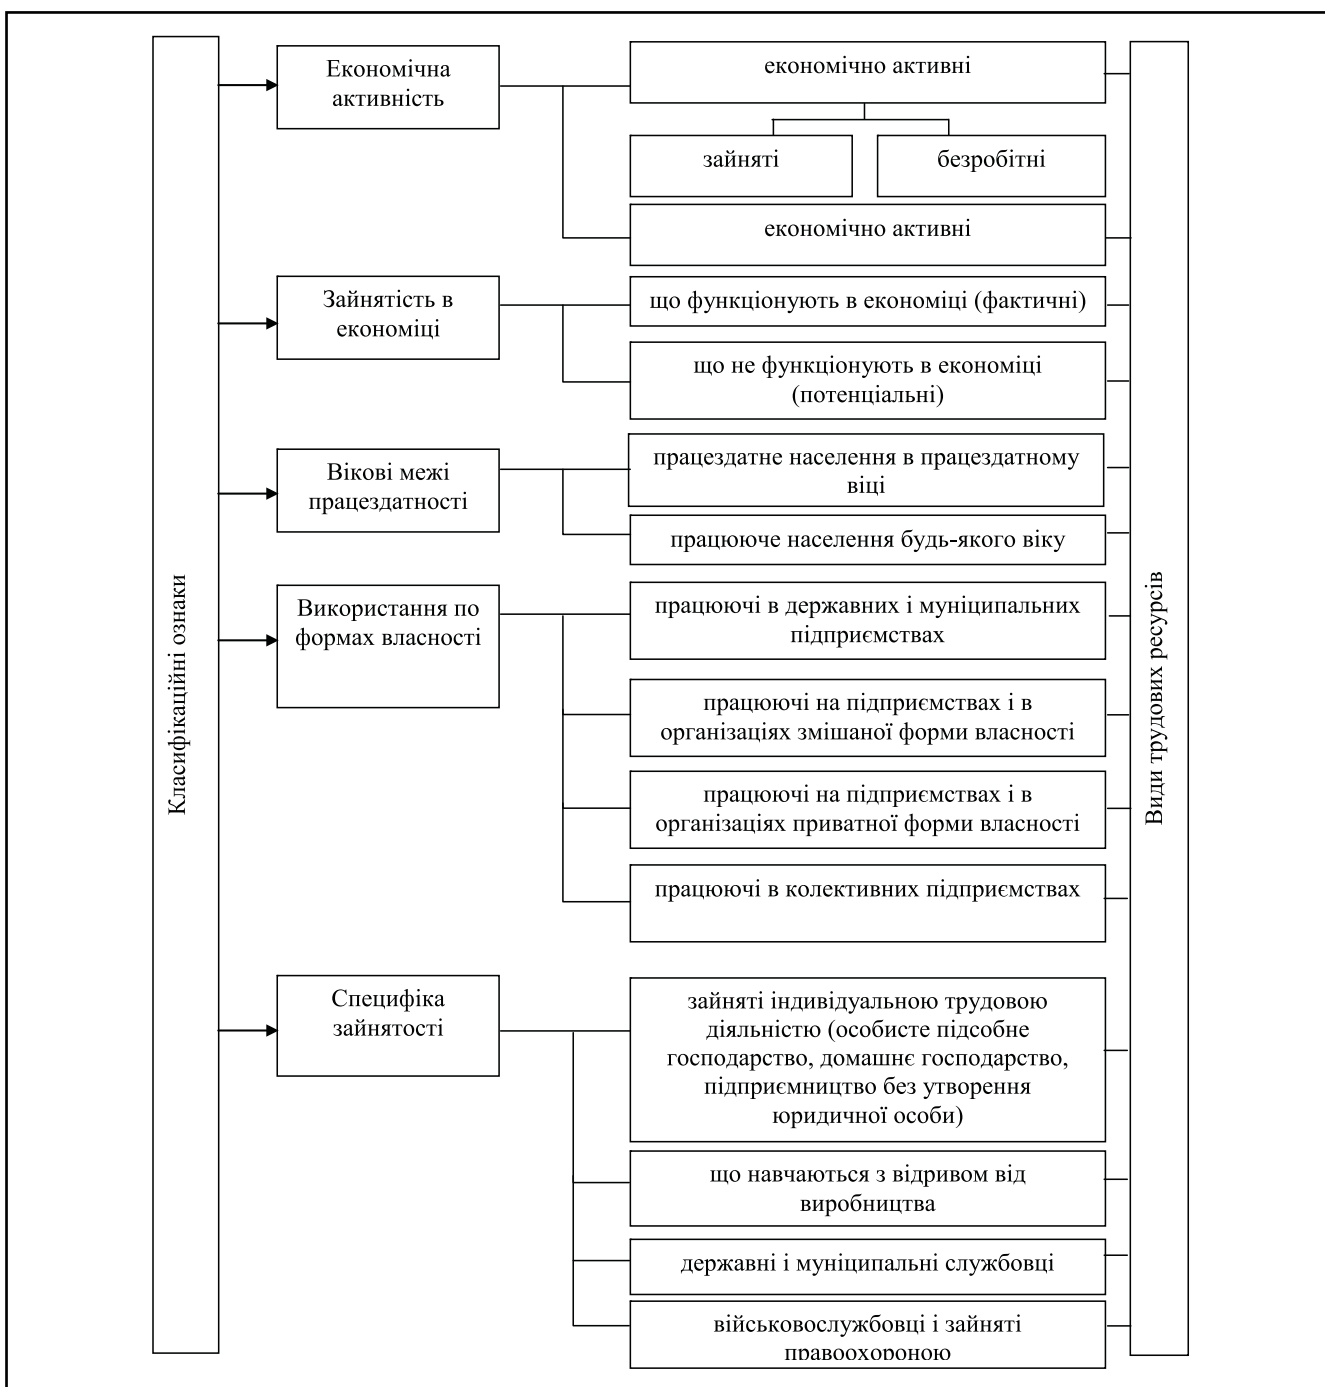 Класифікаційні ознаки
Економічна
активність
економічно активні
зайняті
безробітні
економічно активні
Зайнятість в
економіці
що функціонують в економіці (фактичні)
що не функціонують в економіці
(потенціальні)
Вікові межі
працездатності
працездатне населення в працездатному
віці
працююче населення будь-якого віку
Використання по
формах власності
працюючі в державних і муніципальних
підприємствах
працюючі на підприємствах і в
організаціях змішаної форми власності
працюючі на підприємствах і в
організаціях приватної форми власності
працюючі в колективних підприємствах
Специфіка
зайнятості
зайняті індивідуальною трудовою
діяльністю (особисте підсобне
господарство, домашнє господарство,
підприємництво без утворення
юридичної особи)
що навчаються з відривом від
виробництва
державні і муніципальні службовці
військовослужбовці і зайняті
правоохороною
Види трудових ресурсів